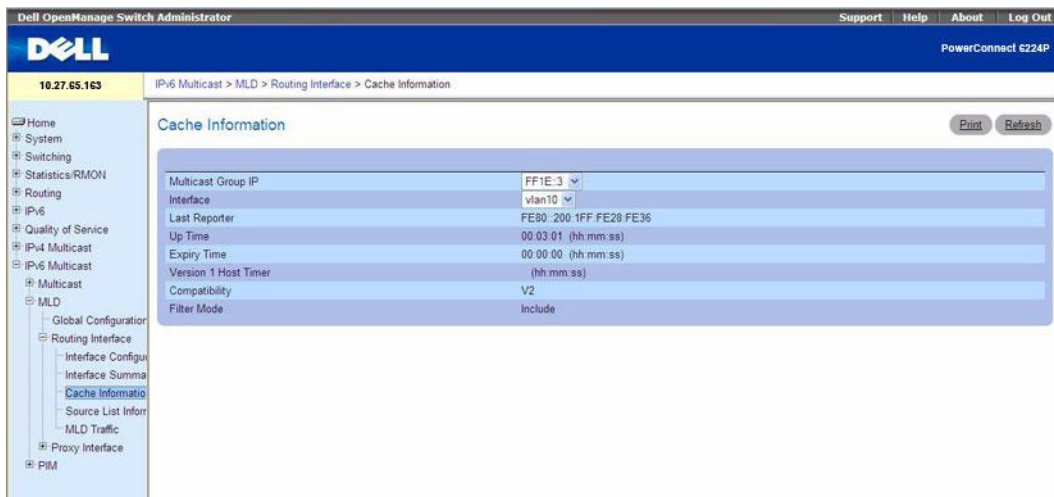 Dell OpenManage Switch Administrator
Support Help About Log Out
DELL
PowerConnect 6224P
10.27.65.163
IPv6 Multicast > MLD > Routing Interface > Cache Information
Home
System
Switching
Statistics/RMON
Routing
IPv6
Quality of Service
IPv4 Multicast
IPv6 Multicast
Multicast
MLD
Global Configuration
Routing Interface
Interface Configu
Interface Summa
Cache Informatio
Source List Inform
MLD Traffic
Proxy Interface
PIM
Cache Information
Print Refresh
Multicast Group IP FF1E::3
Interface vlan10
Last Reporter FE80::200:1FF:FE28:FE36
Up Time 00:03:01 (hh:mm:ss)
Expiry Time 00:00:00 (hh:mm:ss)
Version 1 Host Timer (hh:mm:ss)
Compatibility V2
Filter Mode Include